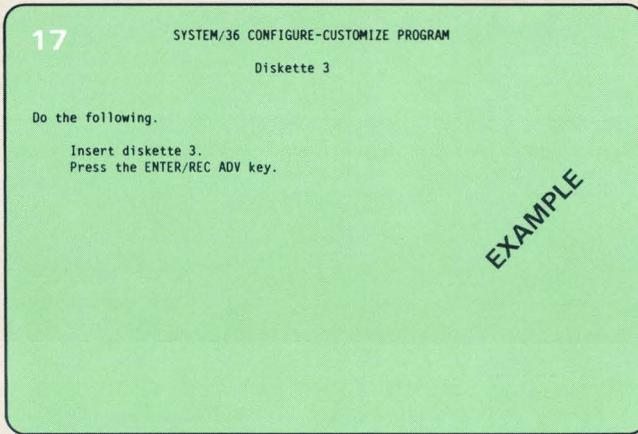 17
SYSTEM/36 CONFIGURE-CUSTOMIZE PROGRAM
Diskette 3
Do the following.
Insert diskette 3.
Press the ENTER/REC ADV key.
EXAMPLE